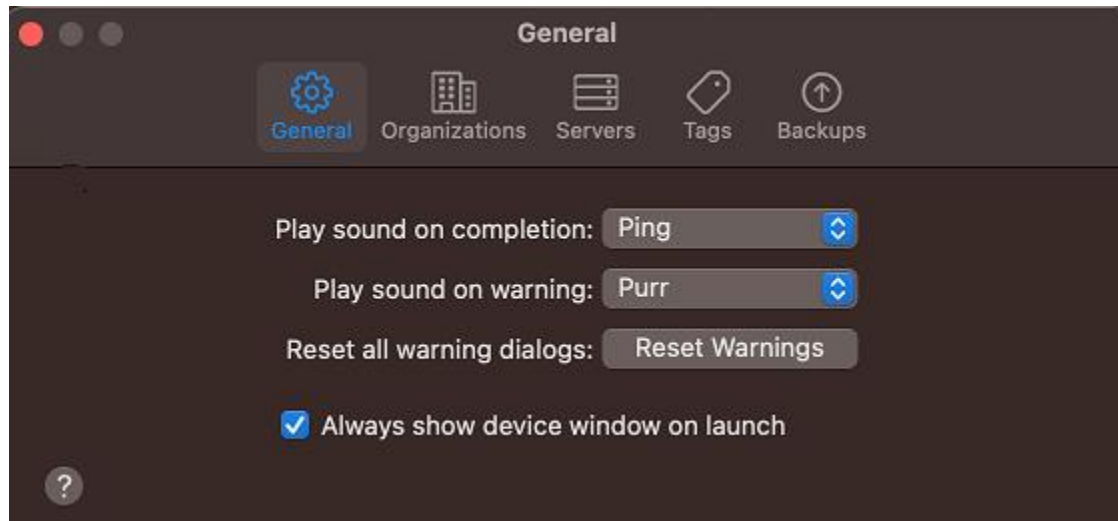 General
General Organizations Servers Tags Backups
Play sound on completion: Ping
Play sound on warning: Purr
Reset all warning dialogs: Reset Warnings
Always show device window on launch
?